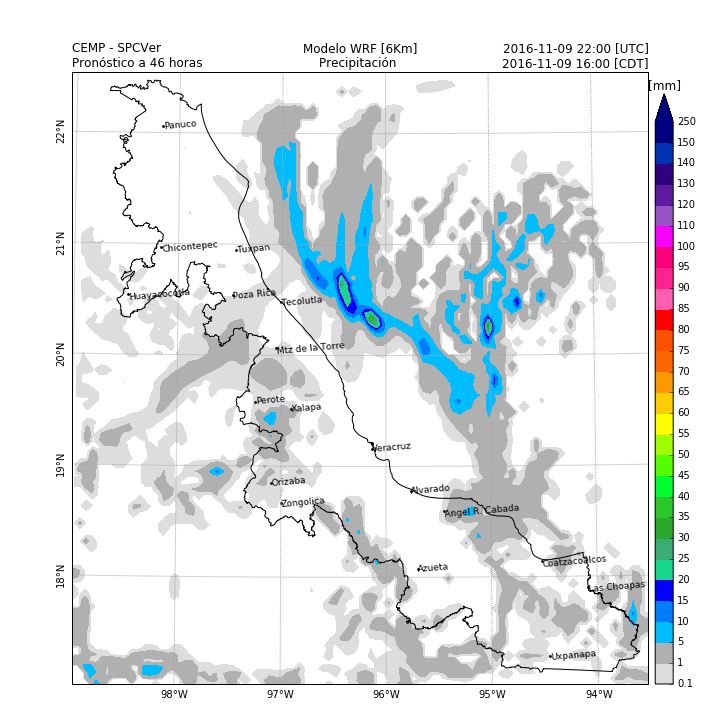 CEMP - SPCVer
Modelo WRF [6Km]
2016-11-09 22:00 [UTC]
Pronóstico a 46 horas
Precipitación
2016-11-09 16:00 [CDT]
[mm]
250
150
140
130
120
110
100
95
90
85
80
75
70
65
60
55
50
45
40
35
30
25
20
15
10
5
1
0.1
22°N
21°N
20°N
19°N
18°N
98°W
97°W
96°W
95°W
94°W
Panuco
Chicontepec
Tuxpan
Huayacocotla
Poza Rica
Tecolutla
Mtz de la Torre
Perote
Xalapa
Veracruz
Orizaba
Alvarado
Zongolica
Angel R. Cabada
Azueta
Coatzacoalcos
Las Choapas
Uxpanapa